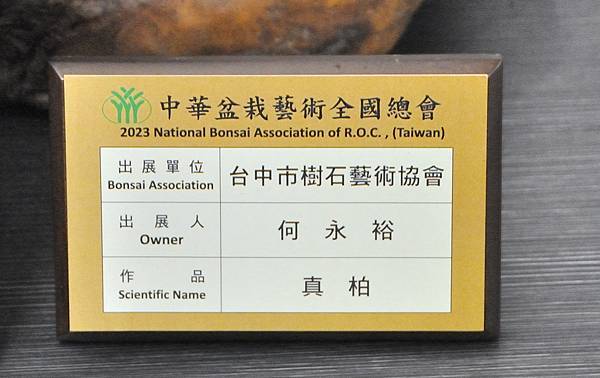 中華盆栽藝術全國總會
2023 National Bonsai Association of R.O.C. , (Taiwan)
出展單位 台中市樹石藝術協會
Bonsai Association
出展人 何永裕
Owner
作品 真柏
Scientific Name